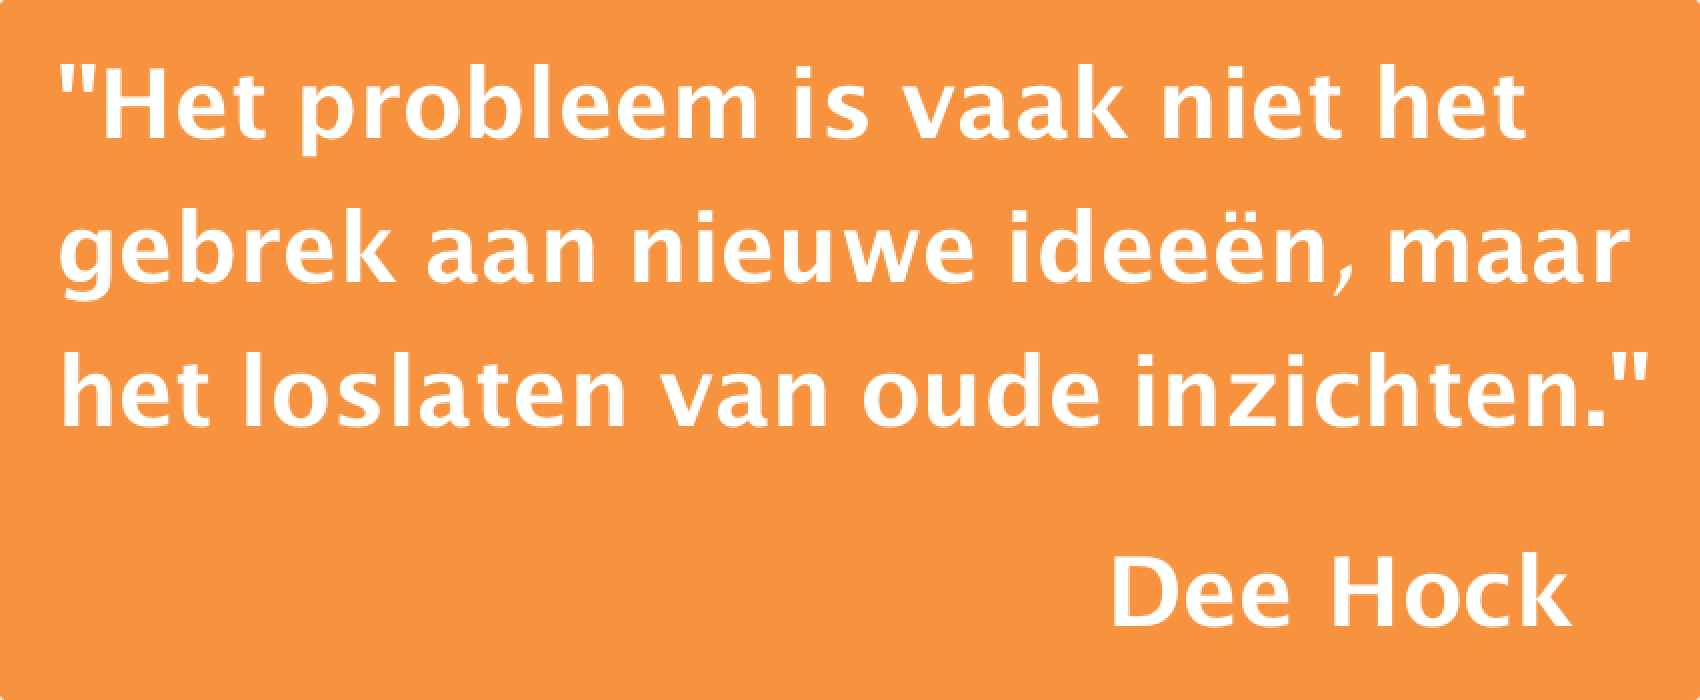 "Het probleem is vaak niet het
gebrek aan nieuwe ideeën, maar
het loslaten van oude inzichten."
Dee Hock